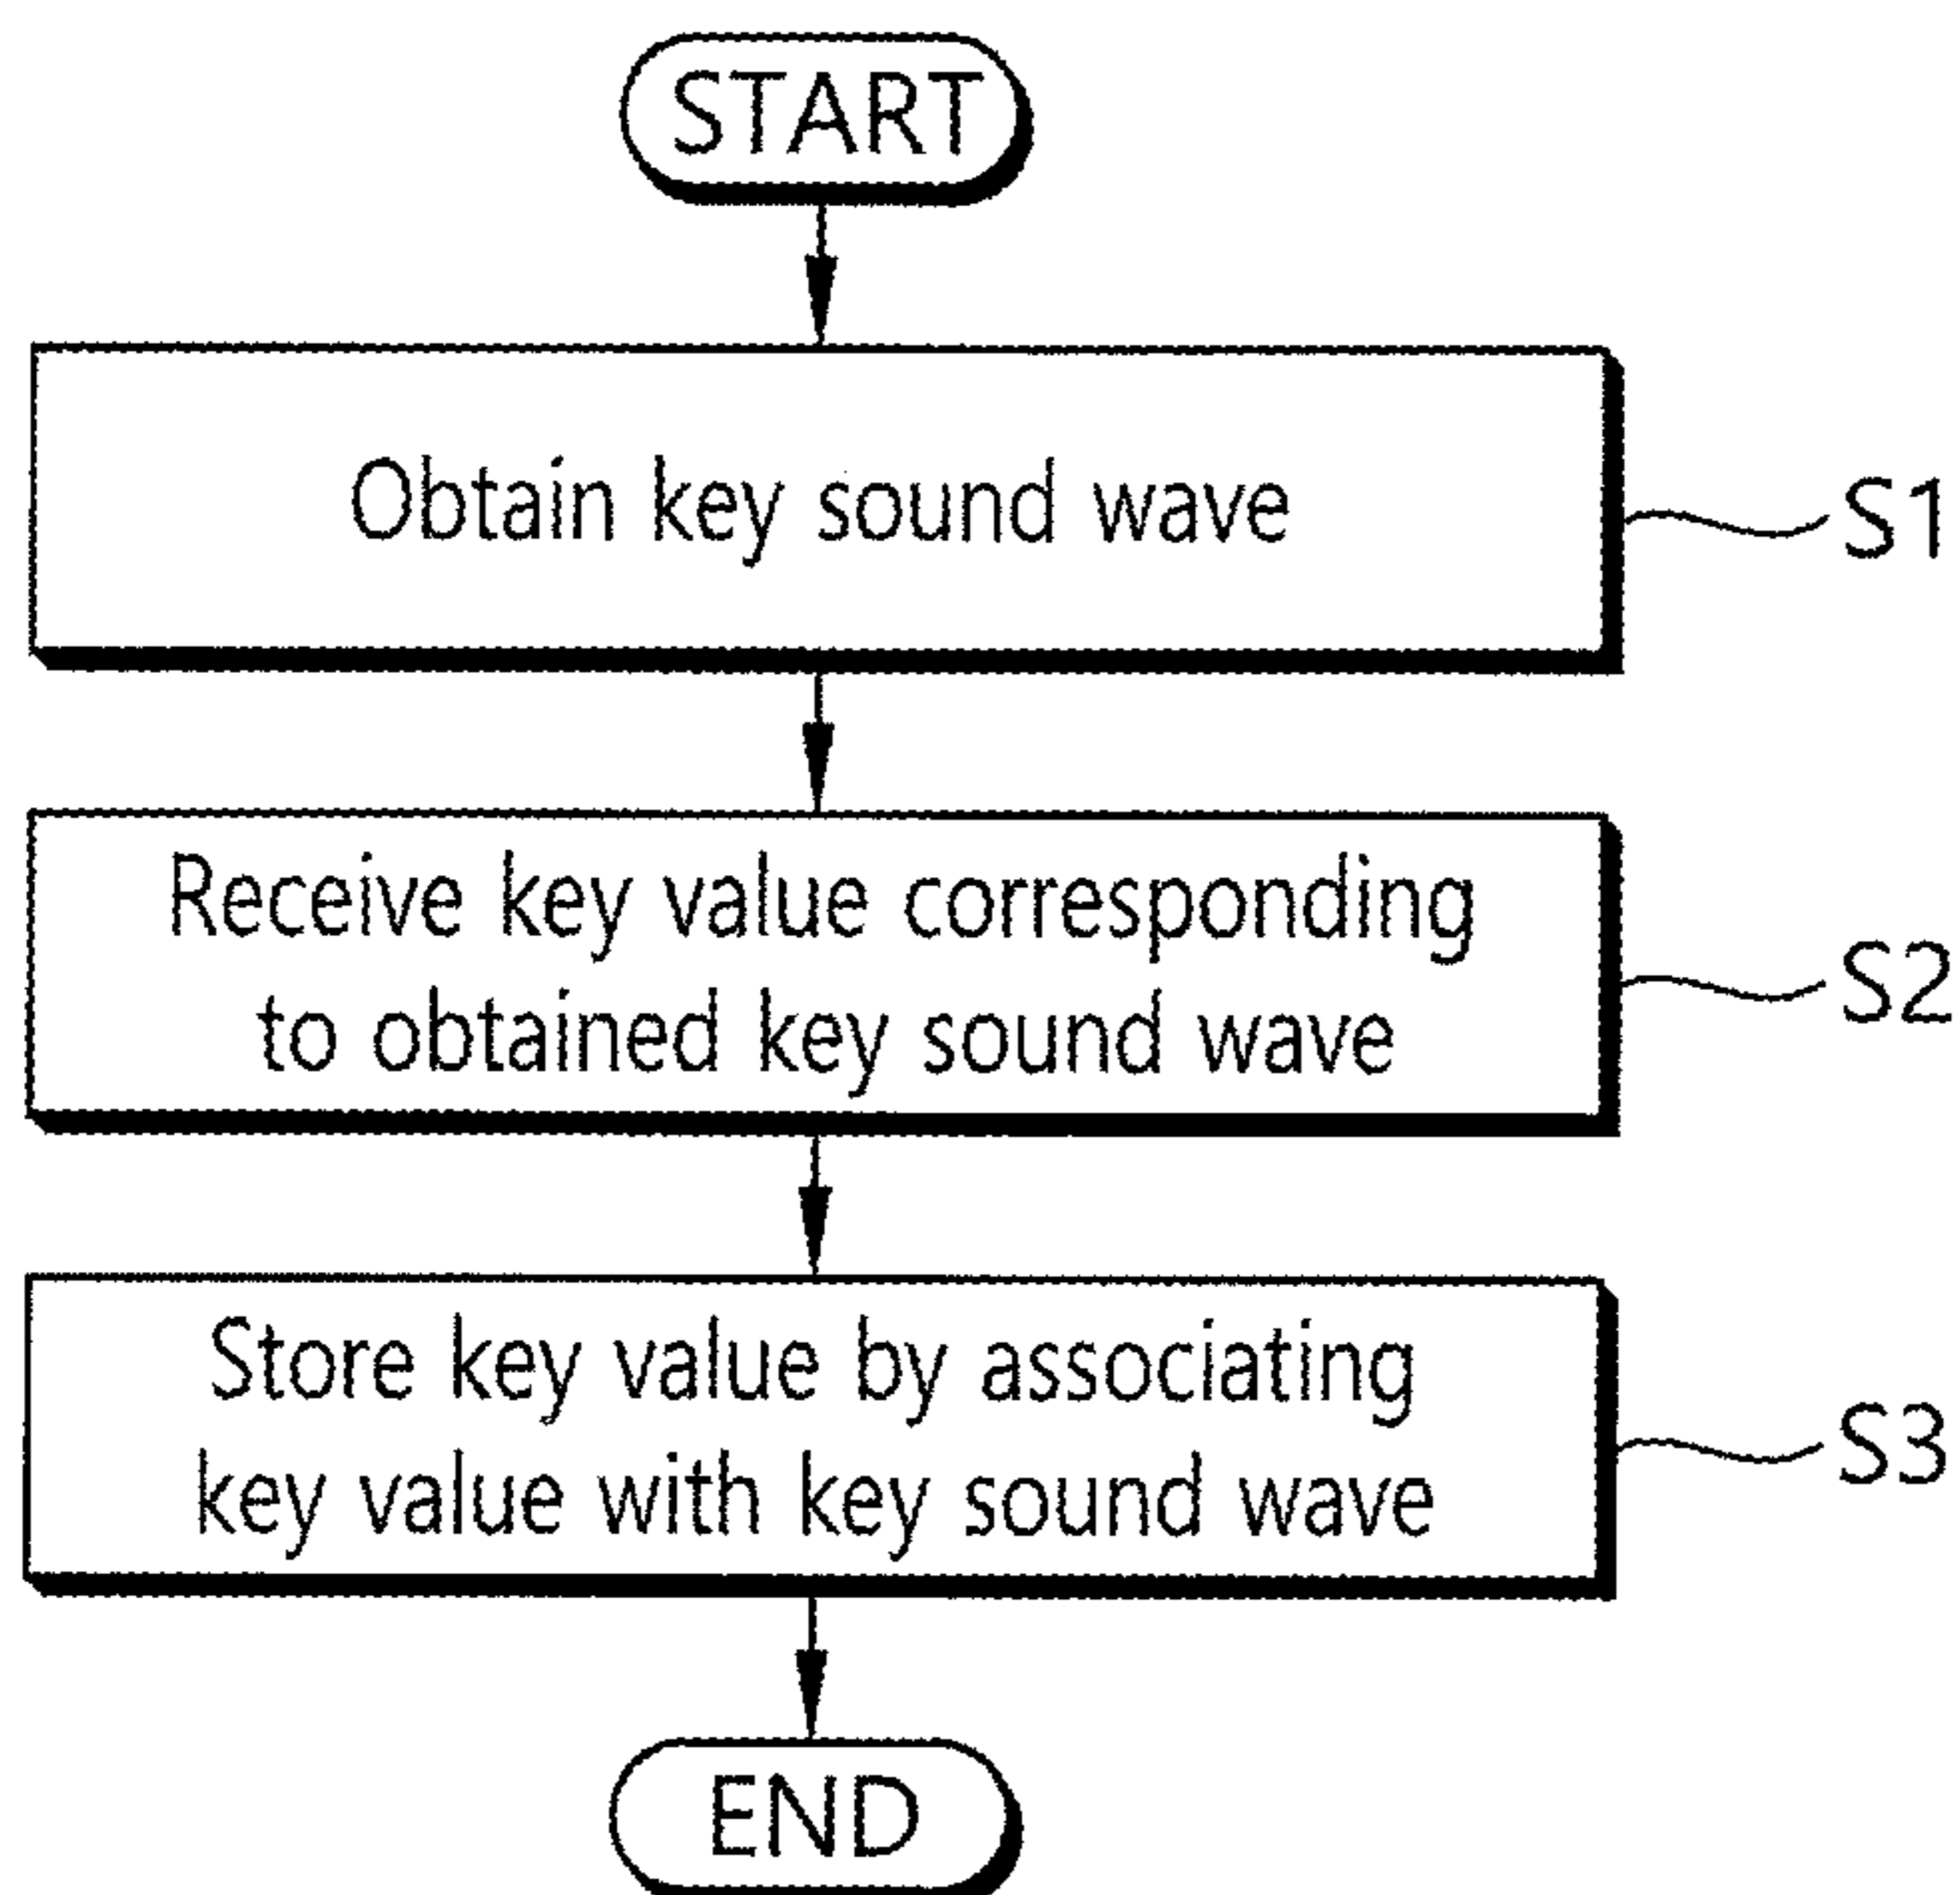 START
Obtain key sound wave
S1
Receive key value corresponding
to obtained key sound wave
S2
Store key value by associating
key value with key sound wave
S3
END